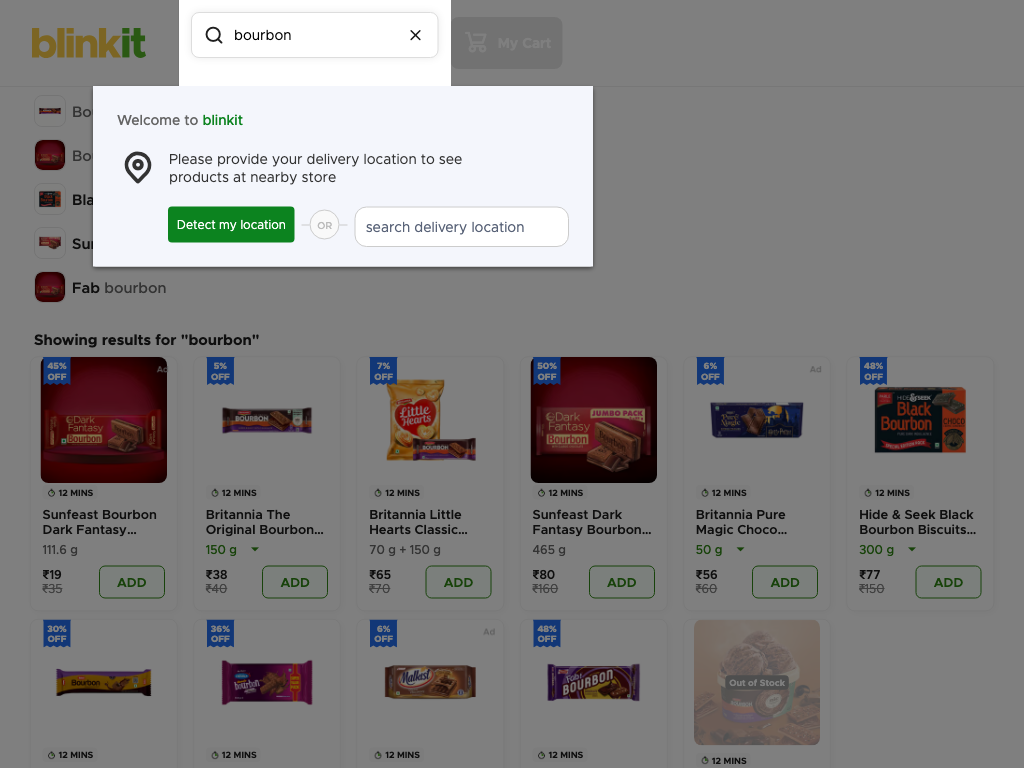 blinkit
bourbon
My Cart
Welcome to blinkit
Please provide your delivery location to see
products at nearby store
Detect my location
OR
search delivery location
Bo
Bo
Bla
Sun
Fab bourbon
Showing results for "bourbon"
45%
OFF
Ad
Dark
Fantasy
Bourbon
12 MINS
Sunfeast Bourbon
Dark Fantasy...
111.6 g
₹19
₹35
ADD
5%
OFF
BOURBON
12 MINS
Britannia The
Original Bourbon...
150 g
₹38
₹40
ADD
7%
OFF
Little
Hearts
BOURBON
12 MINS
Britannia Little
Hearts Classic...
70 g + 150 g
₹65
₹70
ADD
50%
OFF
JUMBO PACK
Dark
Fantasy
Bourbon
12 MINS
Sunfeast Dark
Fantasy Bourbon...
465 g
₹80
₹160
ADD
6%
OFF
Ad
Pure
Magic
12 MINS
Britannia Pure
Magic Choco...
50 g
₹56
₹60
ADD
48%
OFF
HIDE & SEEK
Black
Bourbon
CHOCO
12 MINS
Hide & Seek Black
Bourbon Biscuits...
300 g
₹77
₹150
ADD
30%
OFF
Bourbon
12 MINS
36%
OFF
bourbon
12 MINS
6%
OFF
Ad
Malkist
12 MINS
48%
OFF
Fab!
BOURBON
12 MINS
Out of Stock
12 MINS